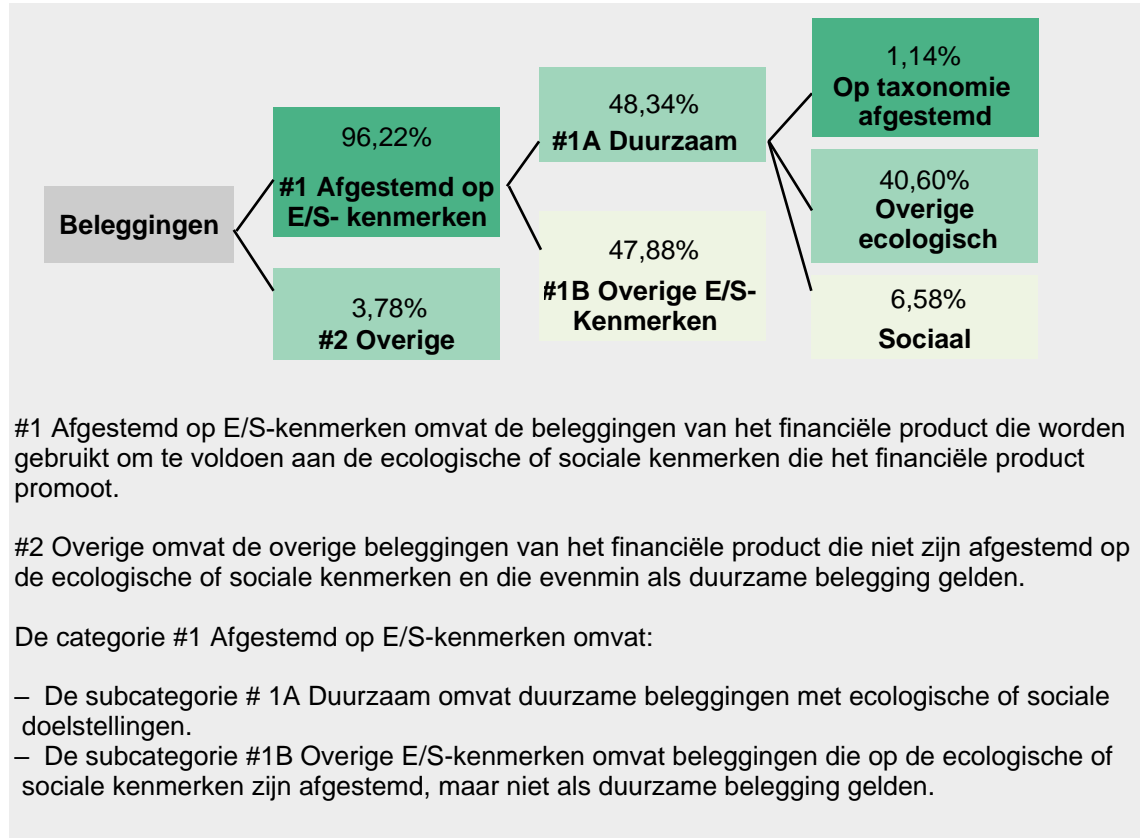 Beleggingen
96,22%
#1 Afgestemd op
E/S- kenmerken
3,78%
#2 Overige
48,34%
#1A Duurzaam
47,88%
#1B Overige E/S-
Kenmerken
1,14%
Op taxonomie
afgestemd
40,60%
Overige
ecologisch
6,58%
Sociaal
#1 Afgestemd op E/S-kenmerken omvat de beleggingen van het financiële product die worden
gebruikt om te voldoen aan de ecologische of sociale kenmerken die het financiële product
promoot.
#2 Overige omvat de overige beleggingen van het financiële product die niet zijn afgestemd op
de ecologische of sociale kenmerken en die evenmin als duurzame belegging gelden.
De categorie #1 Afgestemd op E/S-kenmerken omvat:
– De subcategorie # 1A Duurzaam omvat duurzame beleggingen met ecologische of sociale
doelstellingen.
– De subcategorie #1B Overige E/S-kenmerken omvat beleggingen die op de ecologische of
sociale kenmerken zijn afgestemd, maar niet als duurzame belegging gelden.